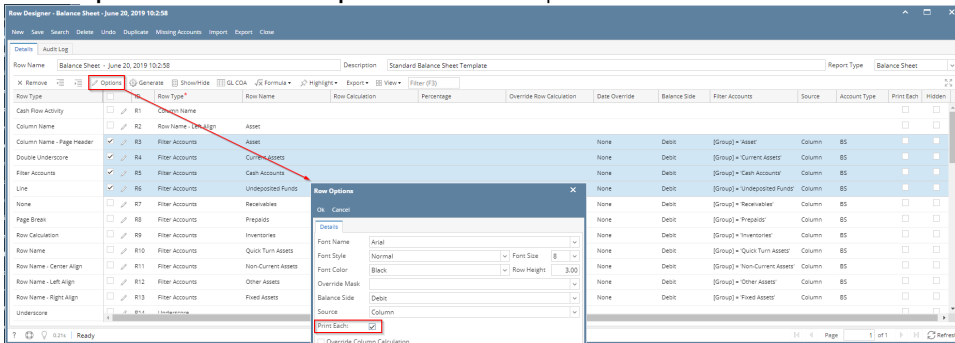 Row Designer - Balance Sheet - June 20, 2019 10:2:58
New Save Search Delete Undo Duplicate Missing Accounts Import Export Close
Details Audit Log
Row Name Balance Sheet - June 20, 2019 10:2:58 Description Standard Balance Sheet Template Report Type Balance Sheet
Remove Options Generate Show/Hide GL COA Formula Highlight Export View Filter (F3)
Row Type ID Row Type* Row Name Row Calculation Percentage Override Row Calculation Date Override Balance Side Filter Accounts Source Account Type Print Each Hidden
Cash Flow Activity R1 Column Name
Column Name R2 Row Name - Left Align Asset
Column Name - Page Header R3 Filter Accounts Asset None Debit [Group] = 'Asset' Column BS
Double Underscore R4 Filter Accounts Current Assets None Debit [Group] = 'Current Assets' Column BS
Filter Accounts R5 Filter Accounts Cash Accounts None Debit [Group] = 'Cash Accounts' Column BS
Line R6 Filter Accounts Undeposited Funds None Debit [Group] = 'Undeposited Funds' Column BS
None R7 Filter Accounts Receivables None Debit [Group] = 'Receivables' Column BS
Page Break R8 Filter Accounts Prepaids None Debit [Group] = 'Prepaids' Column BS
Row Calculation R9 Filter Accounts Inventories None Debit [Group] = 'Inventories' Column BS
Row Name R10 Filter Accounts Quick Turn Assets None Debit [Group] = 'Quick Turn Assets' Column BS
Row Name - Center Align R11 Filter Accounts Non-Current Assets None Debit [Group] = 'Non-Current Assets' Column BS
Row Name - Left Align R12 Filter Accounts Other Assets None Debit [Group] = 'Other Assets' Column BS
Row Name - Right Align R13 Filter Accounts Fixed Assets None Debit [Group] = 'Fixed Assets' Column BS
Underscore R14 Underscore
Row Options
Ok Cancel
Details
Font Name Arial
Font Style Normal Font Size 8
Font Color Black Row Height 3.00
Override Mask
Balance Side Debit
Source Column
Print Each:
Override Column Calculation
? 0.21s Ready Page 1 of 1 Refresh